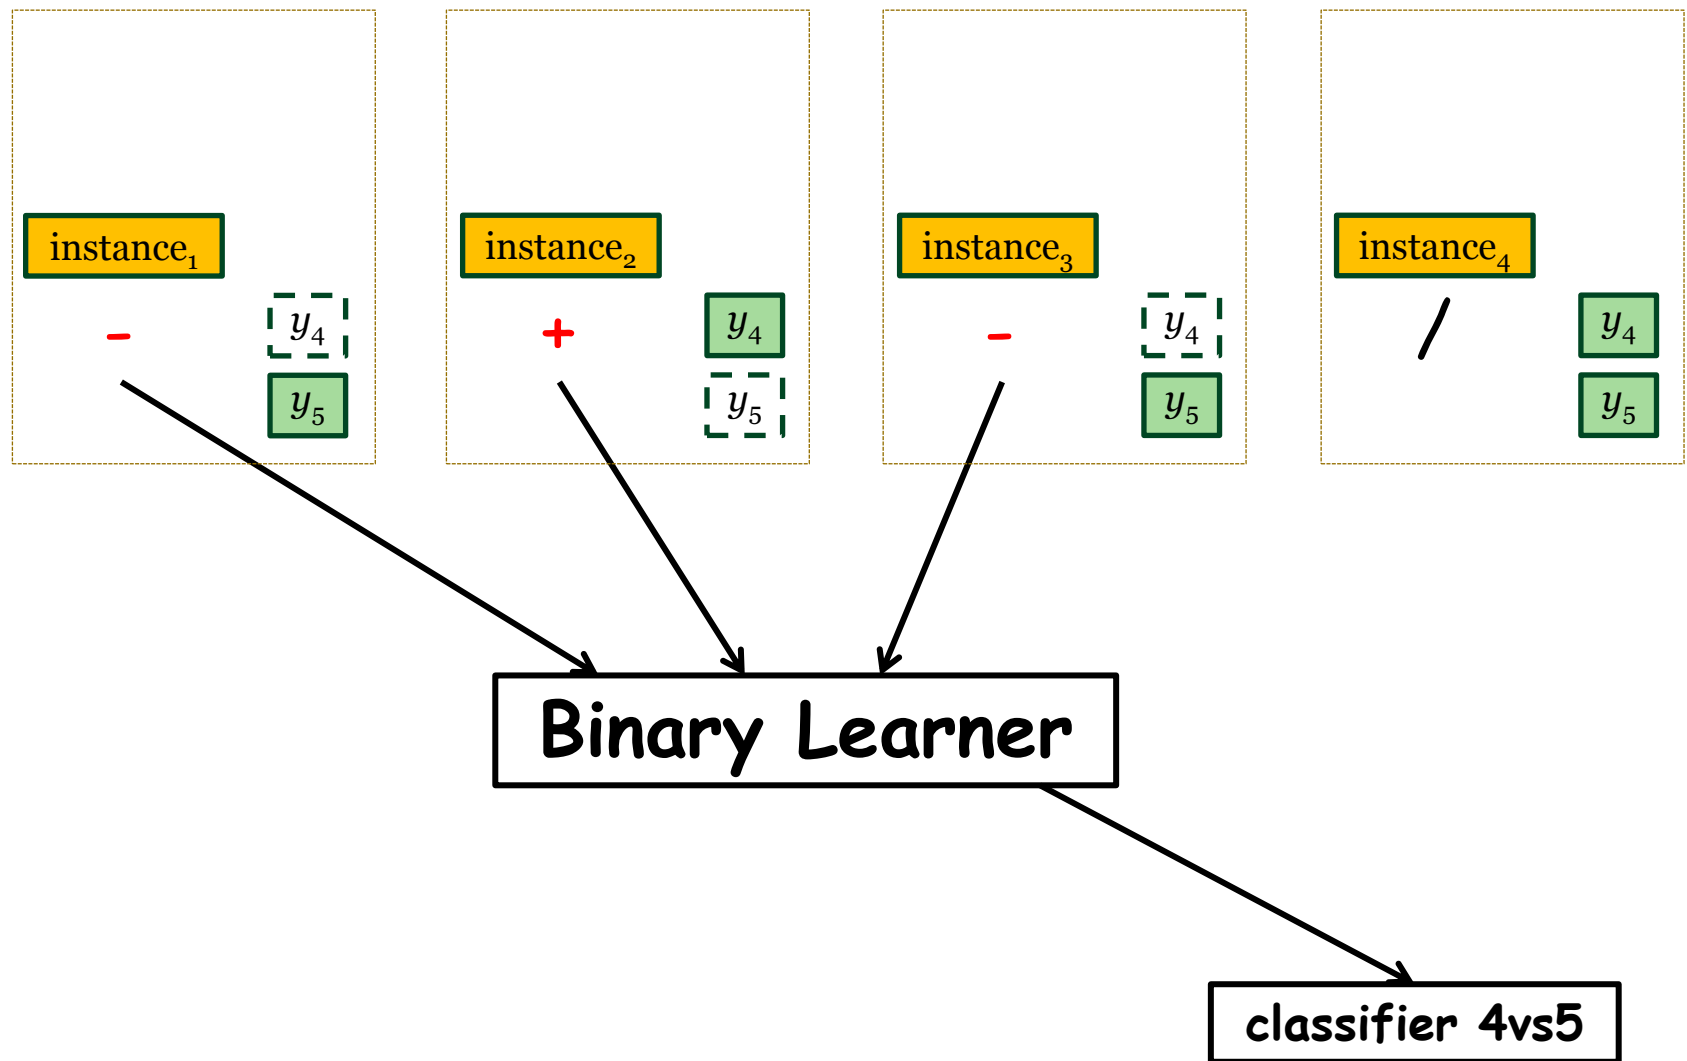 instance₁ instance₂ instance₃ instance₄
- y₄ + y₄ - y₄ / y₄
y₅ y₅ y₅ y₅
Binary Learner
classifier 4vs5